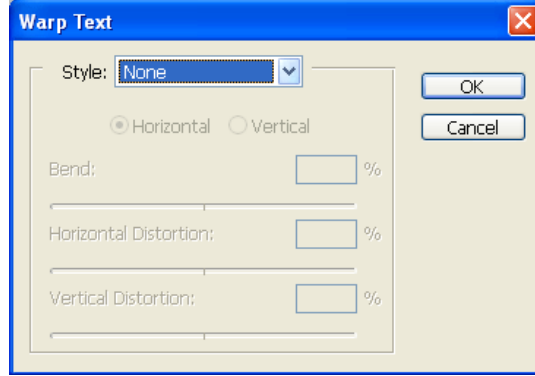 Warp Text
Style: None
OK
Horizontal Vertical
Cancel
Bend: %
Horizontal Distortion: %
Vertical Distortion: %